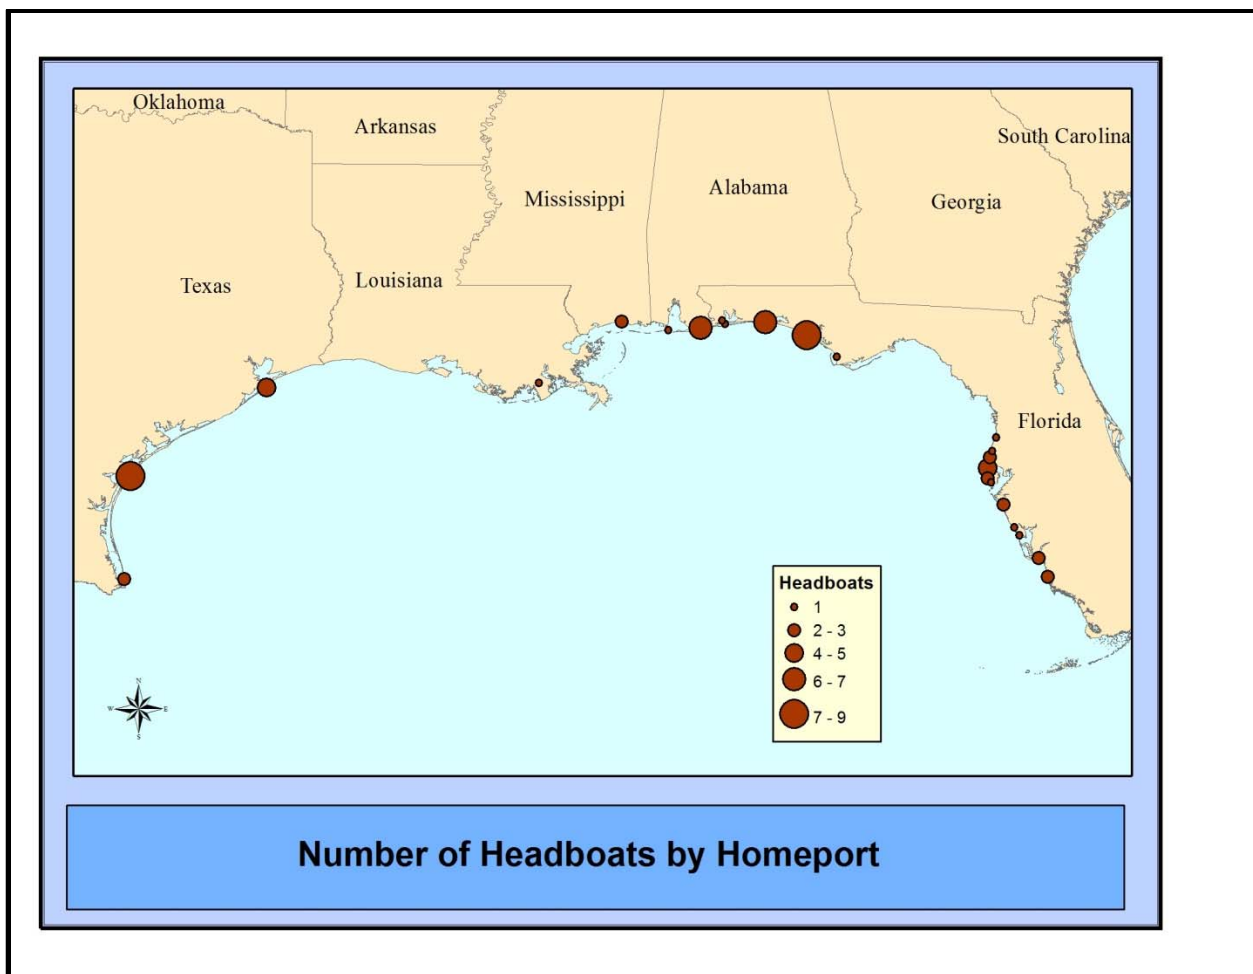 Oklahoma
Arkansas
South Carolina
Mississippi
Alabama
Georgia
Texas
Louisiana
Florida
Headboats
1
2 - 3
4 - 5
6 - 7
7 - 9
N
W E
S
Number of Headboats by Homeport